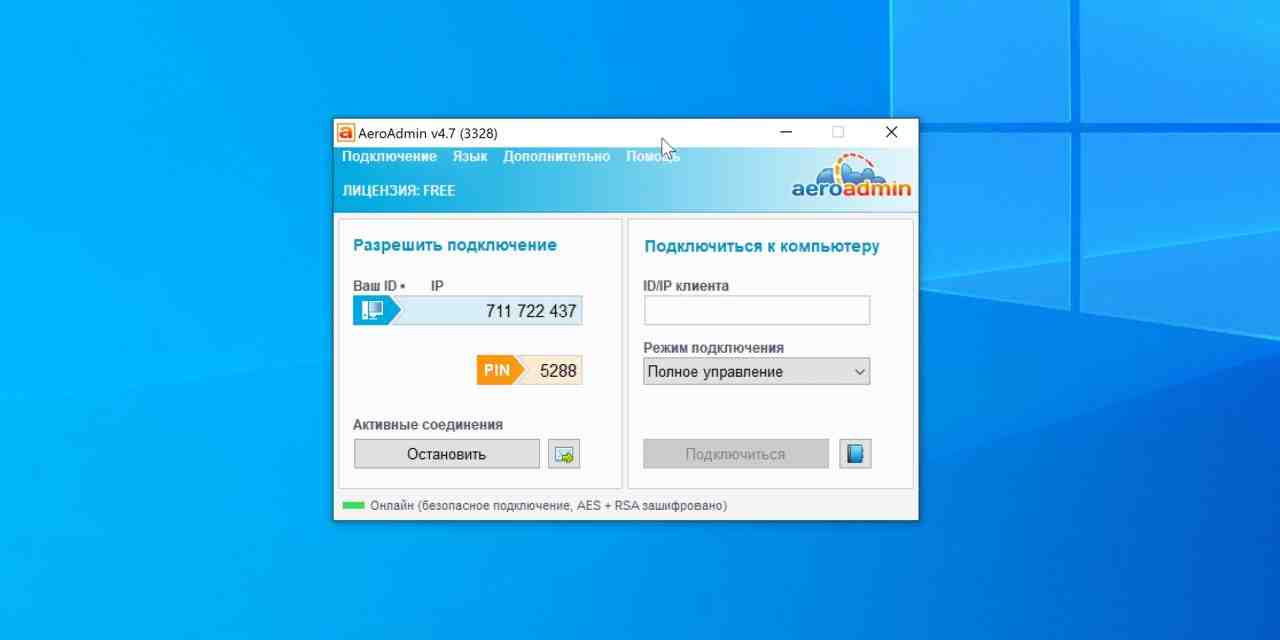 AeroAdmin v4.7 (3328)
Подключение Язык Дополнительно Помощь
ЛИЦЕНЗИЯ: FREE
aeroadmin
Разрешить подключение
Ваш ID • IP
711 722 437
PIN 5288
Активные соединения
Остановить
Подключиться к компьютеру
ID/IP клиента
Режим подключения
Полное управление
Подключиться
Онлайн (безопасное подключение, AES + RSA зашифровано)